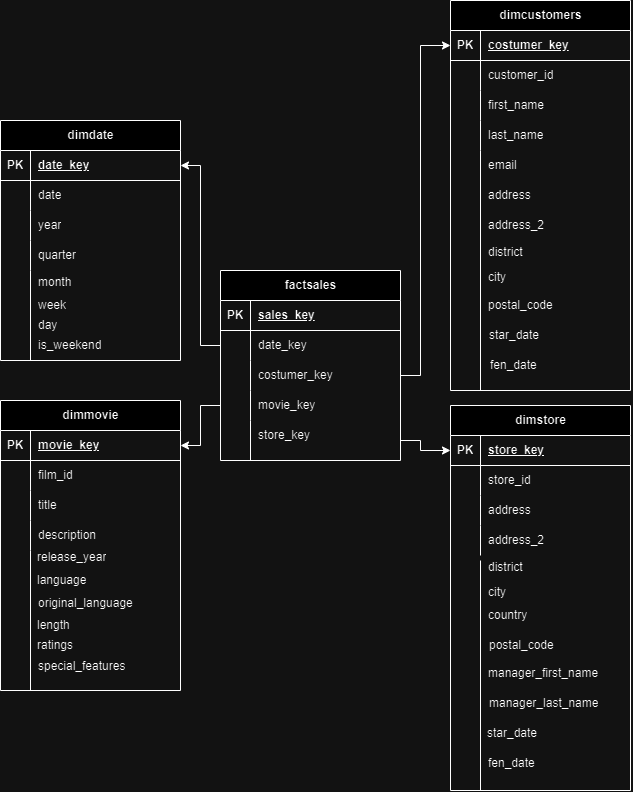 dimcustomers
PK costumer_key
customer_id
first_name
last_name
email
address
address_2
district
city
postal_code
star_date
fen_date
dimdate
PK date_key
date
year
quarter
month
week
day
is_weekend
factsales
PK sales_key
date_key
costumer_key
movie_key
store_key
dimmovie
PK movie_key
film_id
title
description
release_year
language
original_language
length
ratings
special_features
dimstore
PK store_key
store_id
address
address_2
district
city
country
postal_code
manager_first_name
manager_last_name
star_date
fen_date